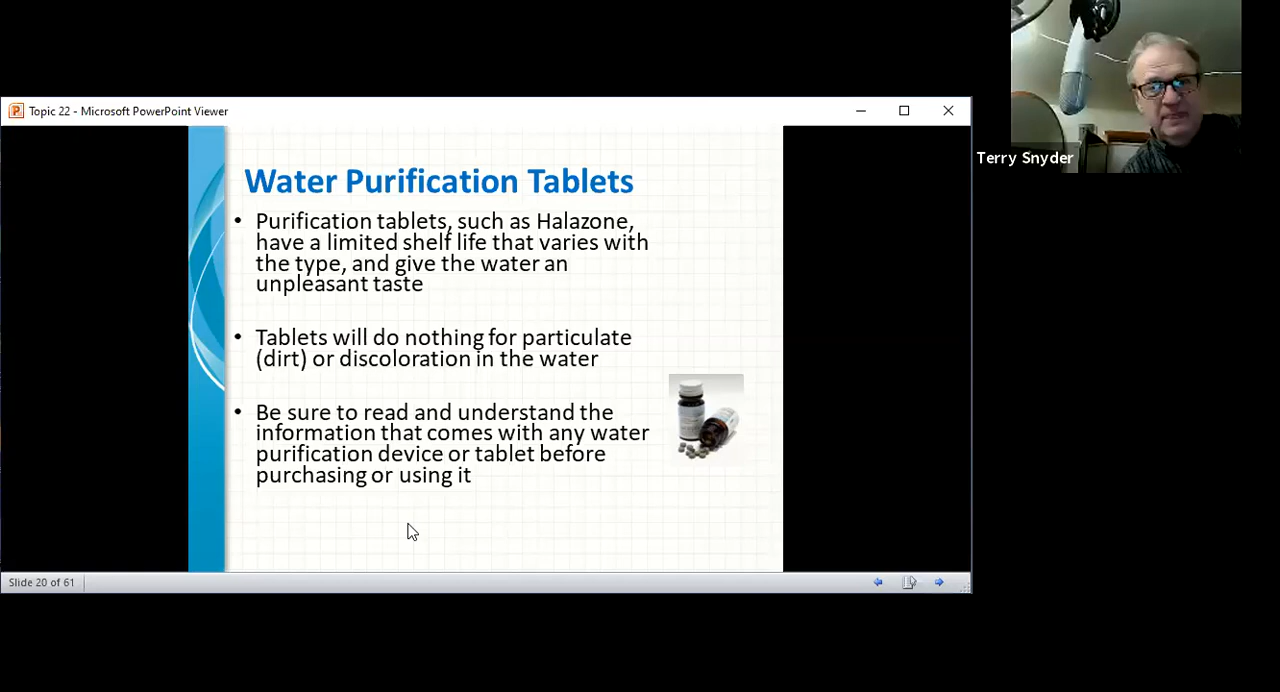 Topic 22 - Microsoft PowerPoint Viewer
Terry Snyder
Water Purification Tablets
• Purification tablets, such as Halazone,
have a limited shelf life that varies with
the type, and give the water an
unpleasant taste
• Tablets will do nothing for particulate
(dirt) or discoloration in the water
• Be sure to read and understand the
information that comes with any water
purification device or tablet before
purchasing or using it
Slide 20 of 61